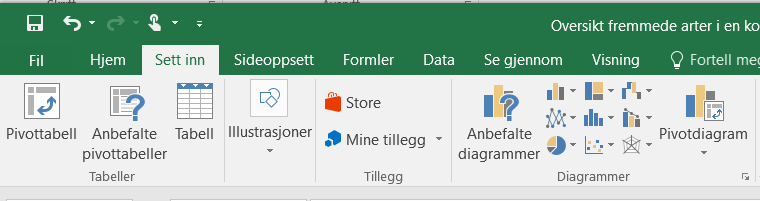 Oversikt fremmede arter i en ko
Fil Hjem Sett inn Sideoppsett Formler Data Se gjennom Visning Fortell meg
Pivottabell
Anbefalte
pivottabeller
Tabell
Tabeller
Illustrasjoner
Store
Mine tillegg
Tillegg
Anbefalte
diagrammer
Pivotdiagram
Diagrammer